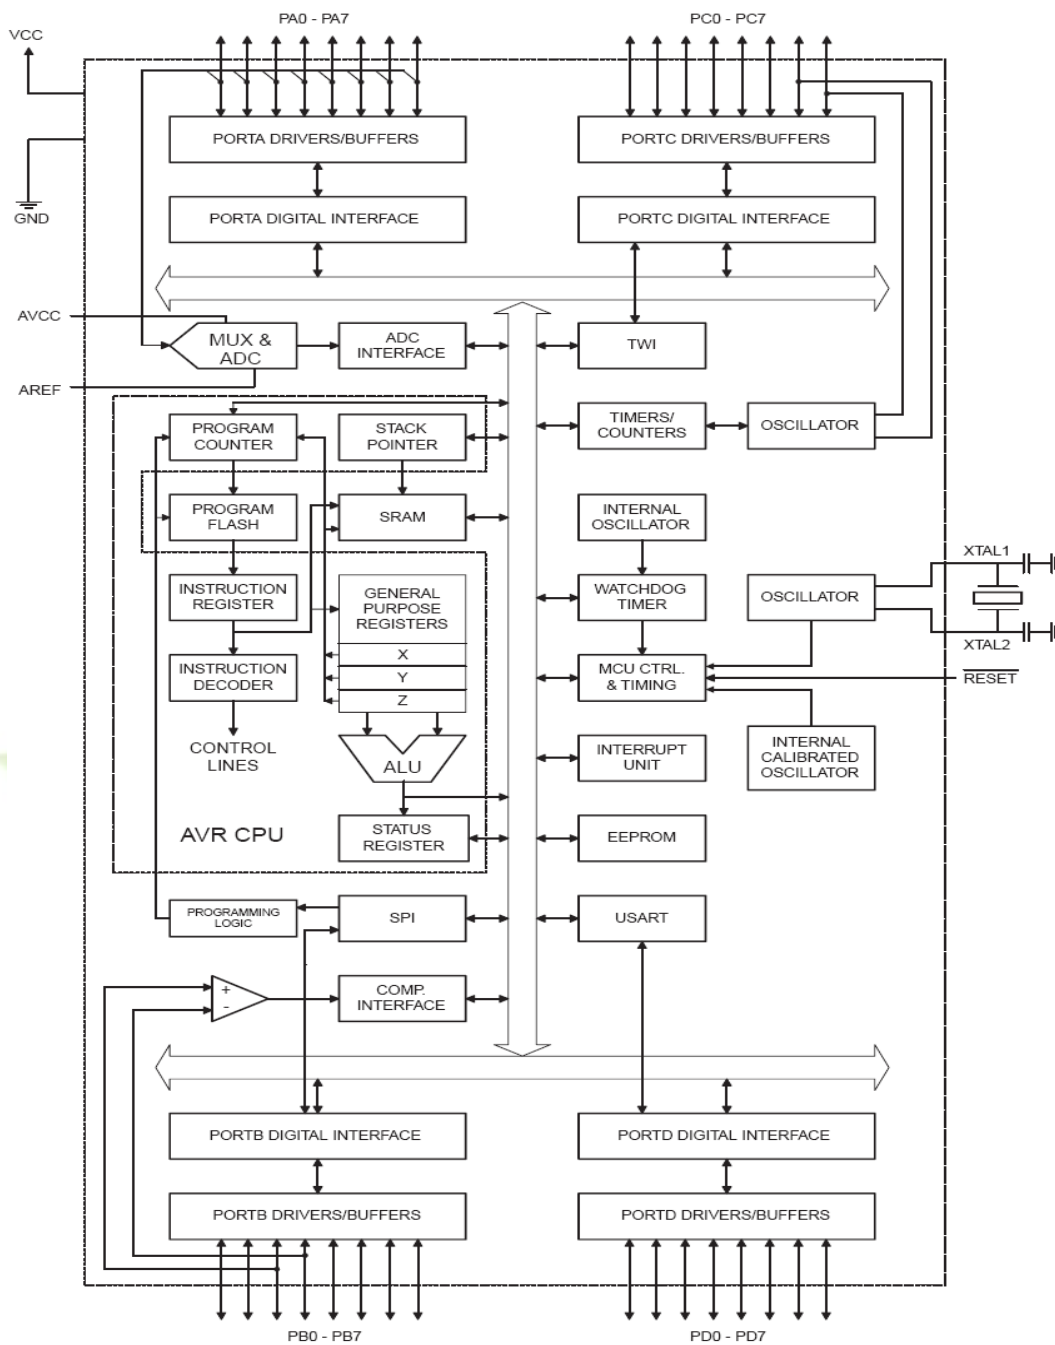 PA0 - PA7
PC0 - PC7
VCC
PORTA DRIVERS/BUFFERS
PORTC DRIVERS/BUFFERS
GND
PORTA DIGITAL INTERFACE
PORTC DIGITAL INTERFACE
AVCC
MUX &
ADC
ADC
INTERFACE
TWI
AREF
PROGRAM
COUNTER
STACK
POINTER
TIMERS/
COUNTERS
OSCILLATOR
PROGRAM
FLASH
SRAM
INTERNAL
OSCILLATOR
XTAL1
INSTRUCTION
REGISTER
GENERAL
PURPOSE
REGISTERS
WATCHDOG
TIMER
OSCILLATOR
XTAL2
X
Y
Z
INSTRUCTION
DECODER
MCU CTRL.
& TIMING
RESET
CONTROL
LINES
ALU
INTERRUPT
UNIT
INTERNAL
CALIBRATED
OSCILLATOR
AVR CPU
STATUS
REGISTER
EEPROM
PROGRAMMING
LOGIC
SPI
USART
+
-
COMP.
INTERFACE
PORTB DIGITAL INTERFACE
PORTD DIGITAL INTERFACE
PORTB DRIVERS/BUFFERS
PORTD DRIVERS/BUFFERS
PB0 - PB7
PD0 - PD7